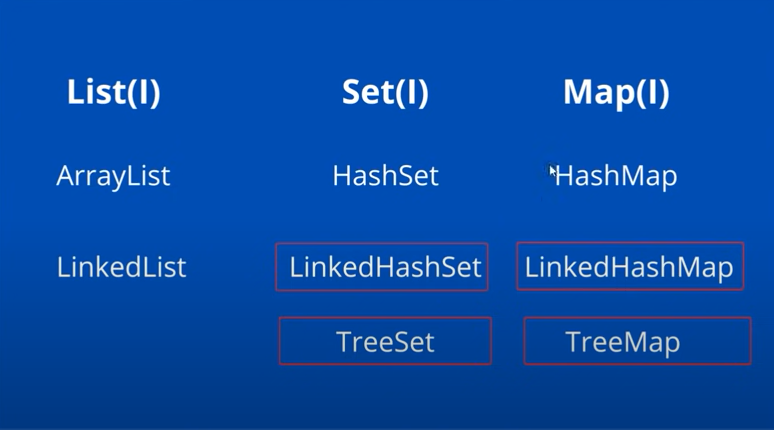 List(I) Set(I) Map(I)
ArrayList HashSet HashMap
LinkedList LinkedHashSet LinkedHashMap
TreeSet TreeMap